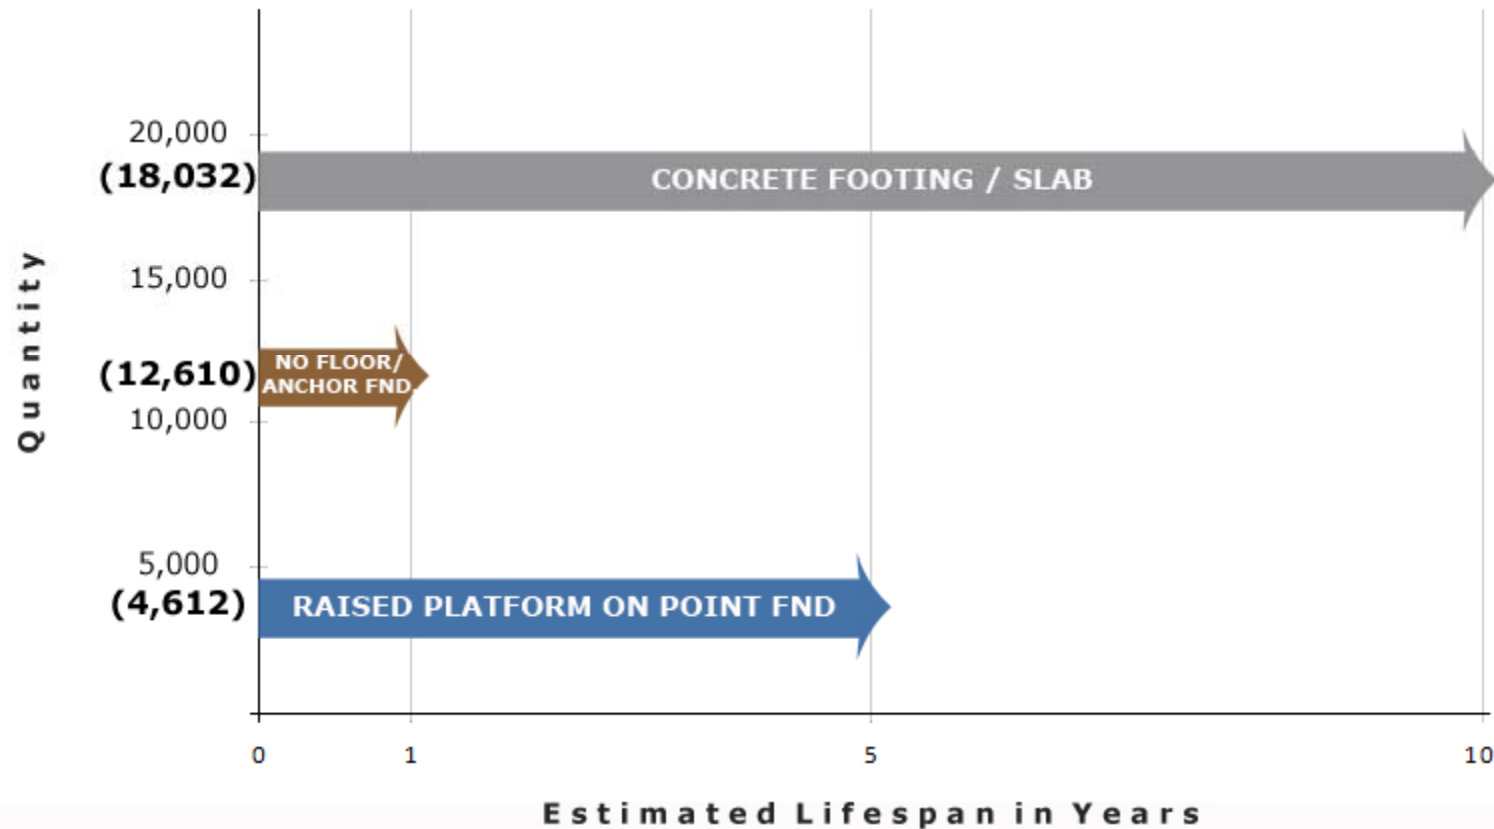 20,000
(18,032)
CONCRETE FOOTING / SLAB
15,000
NO FLOOR/
ANCHOR FND.
(12,610)
10,000
5,000
(4,612)
RAISED PLATFORM ON POINT FND
Quantity
0 1 5 10
Estimated Lifespan in Years